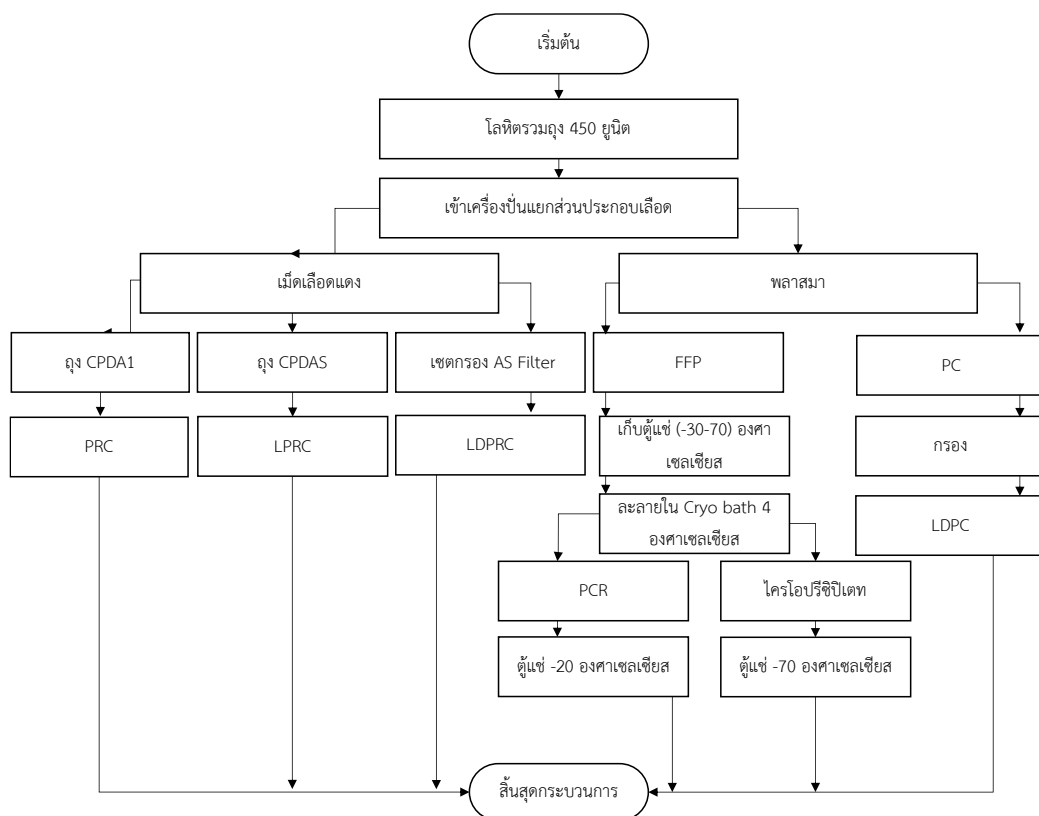 เริ่มต้น
โลหิตรวมถุง 450 ยูนิต
เข้าเครื่องปั่นแยกส่วนประกอบเลือด
เม็ดเลือดแดง
พลาสมา
ถุง CPDA1
ถุง CPDAS
เซตกรอง AS Filter
FFP
PC
PRC
LPRC
LDPRC
เก็บตู้แช่ (-30-70) องศา
เซลเซียส
กรอง
ละลายใน Cryo bath 4
องศาเซลเซียส
LDPC
PCR
ไครโอปรีซิปิเตท
ตู้แช่ -20 องศาเซลเซียส
ตู้แช่ -70 องศาเซลเซียส
สิ้นสุดกระบวนการ